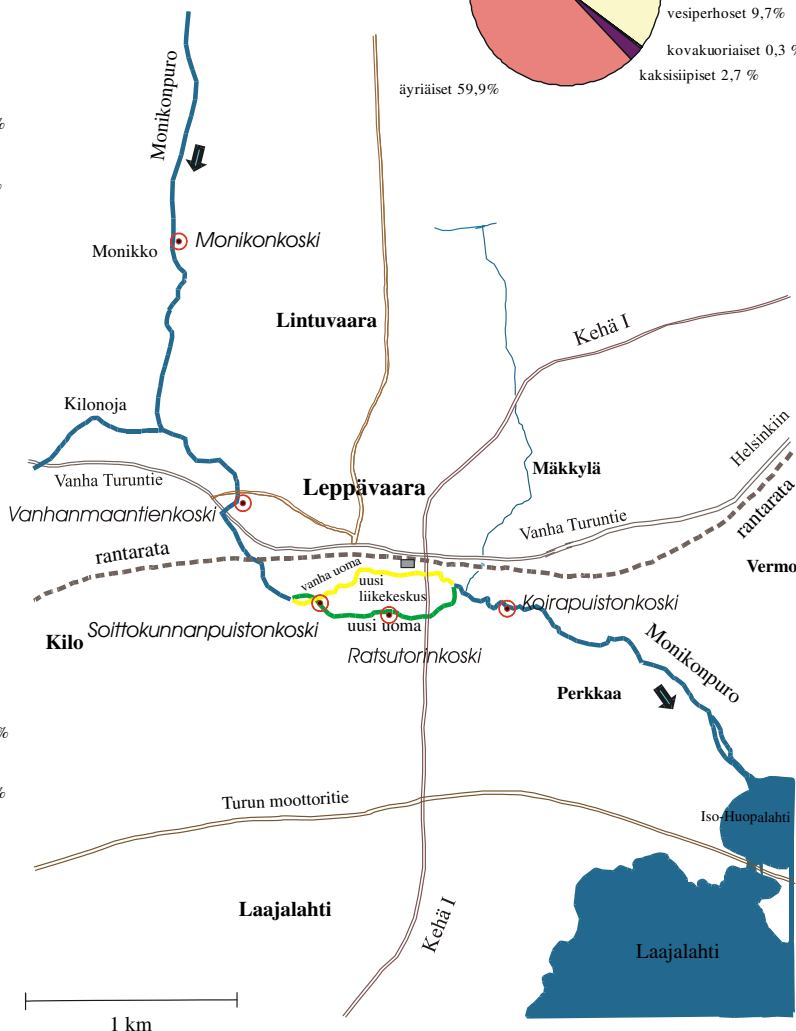 vesiperhoset 9,7%
kovakuoriaiset 0,3 %
kaksisiipiset 2,7 %
äyriäiset 59,9%
%
%
Monikonpuro
Monikko
Monikonkoski
Lintuvaara
Kehä I
Kilonoja
Helsinkiin
Vanha Turuntie
Leppävaara
Mäkkylä
Vanhanmaantienkoski
Vanha Turuntie
rantarata
rantarata
Vermo
vanha uoma
uusi
liikekeskus
Koirapuistonkoski
Soittokunnanpuistonkoski
uusi uoma
Kilo
Ratsutorinkoski
Monikonpuro
Perkkaa
%
%
Turun moottoritie
Iso-Huopalahti
Laajalahti
Kehä I
Laajalahti
1 km